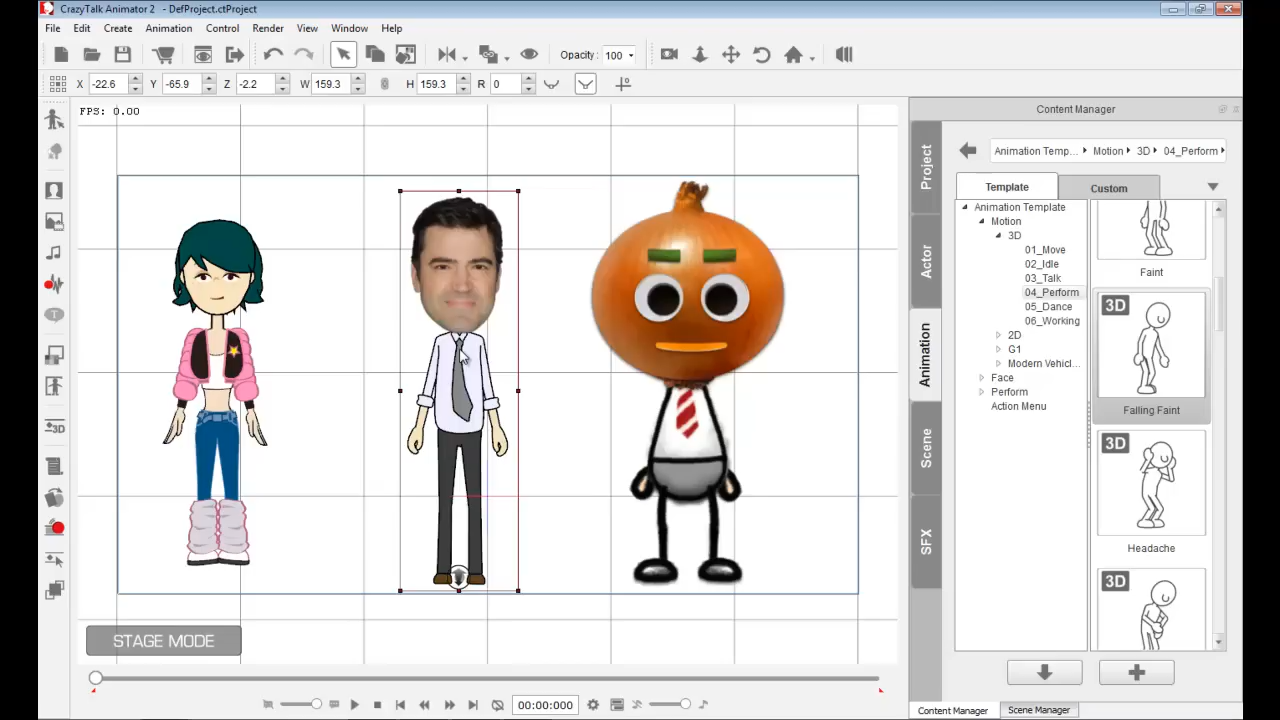 CrazyTalk Animator 2 - DefProject.ctProject
File Edit Create Animation Control Render View Window Help
Opacity: 100
X -22.6 Y -65.9 Z -2.2 W 159.3 H 159.3 R 0
FPS: 0.00
STAGE MODE
00:00:000
Content Manager
Animation Temp... Motion 3D 04_Perform
Template Custom
Project
Actor
Animation
Scene
SFX
Animation Template
Motion
3D
01_Move
02_Idle
03_Talk
04_Perform
05_Dance
06_Working
2D
G1
Modern Vehicl...
Face
Perform
Action Menu
Faint
3D
Falling Faint
3D
Headache
3D
Content Manager Scene Manager